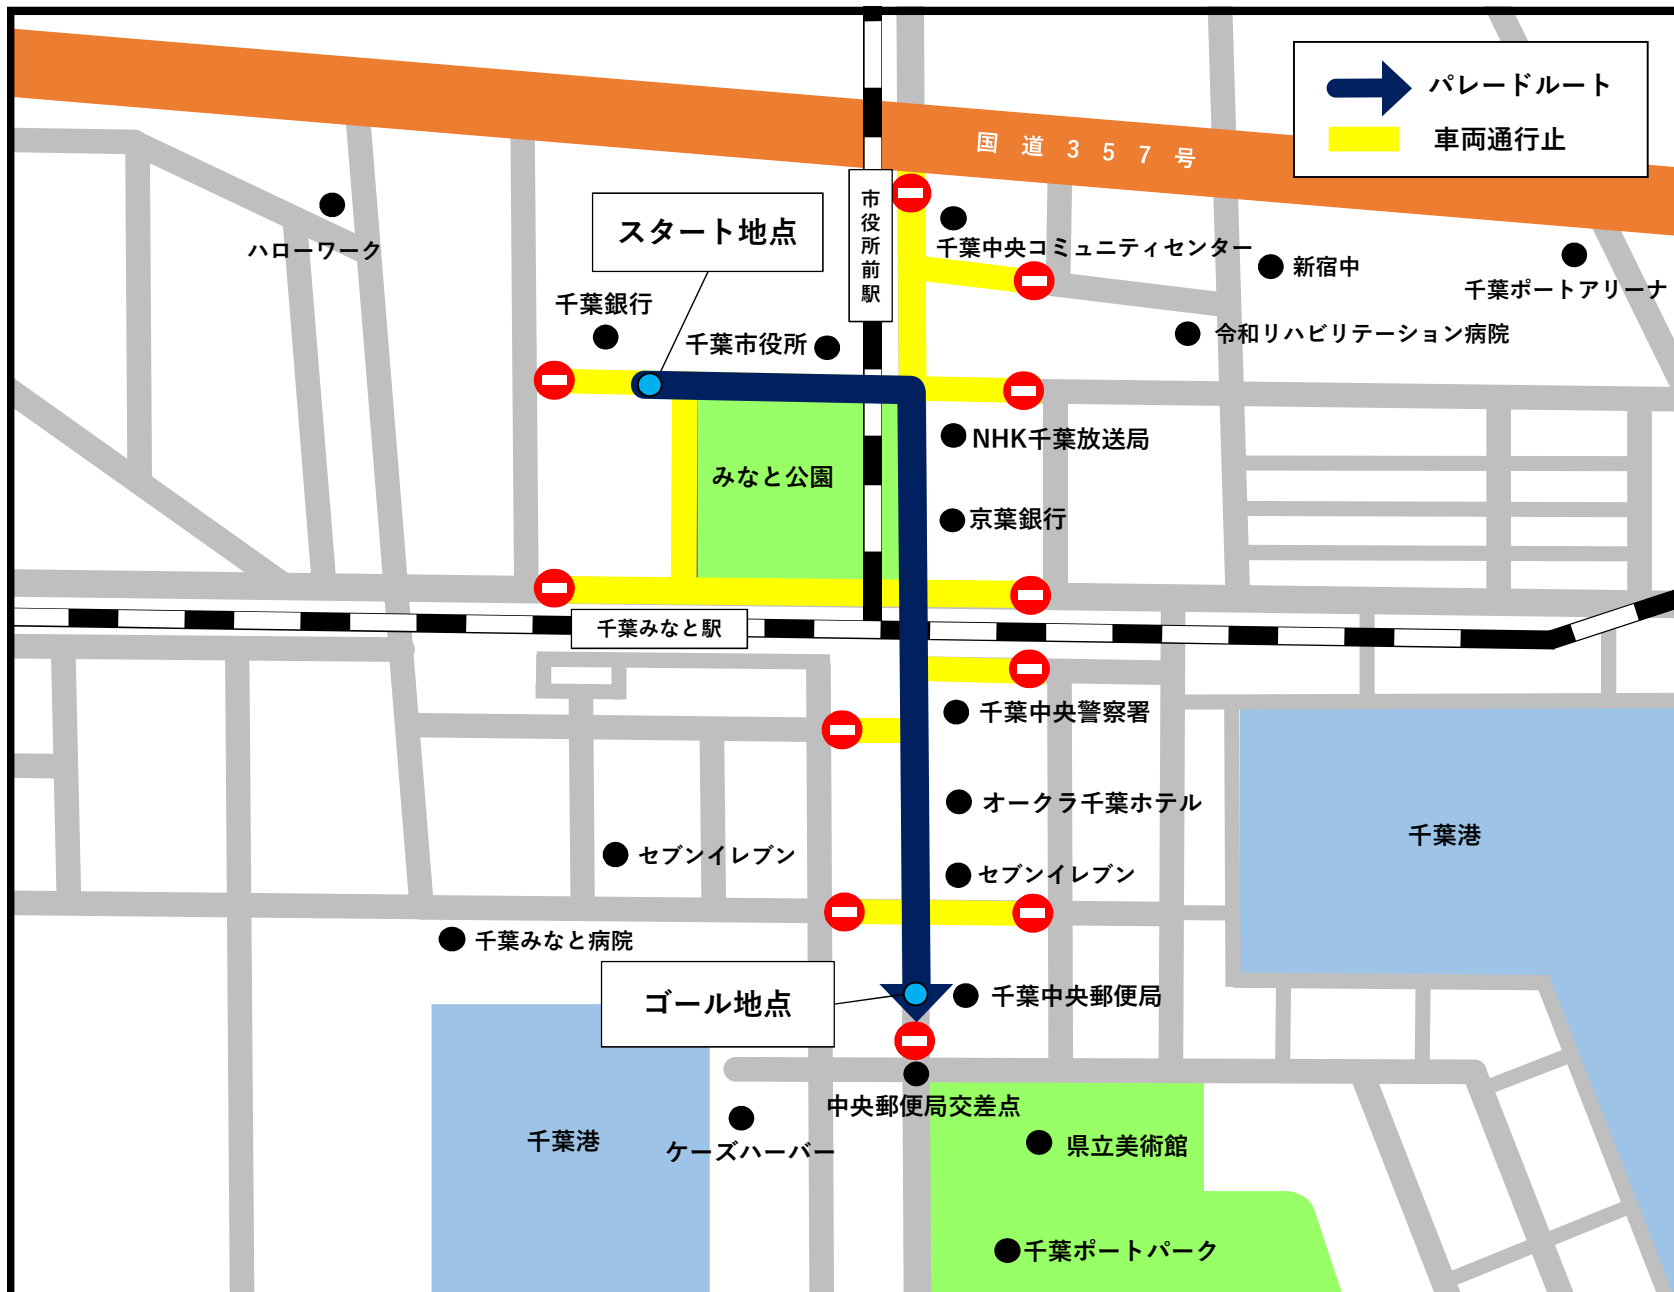 パレードルート
車両通行止
国道357号
市役所前駅
スタート地点
ハローワーク
千葉中央コミュニティセンター
新宿中
千葉ポートアリーナ
千葉銀行
千葉市役所
令和リハビリテーション病院
NHK千葉放送局
みなと公園
京葉銀行
千葉みなと駅
千葉中央警察署
オークラ千葉ホテル
千葉港
セブンイレブン
セブンイレブン
千葉みなと病院
ゴール地点
千葉中央郵便局
中央郵便局交差点
千葉港
ケーズハーバー
県立美術館
千葉ポートパーク